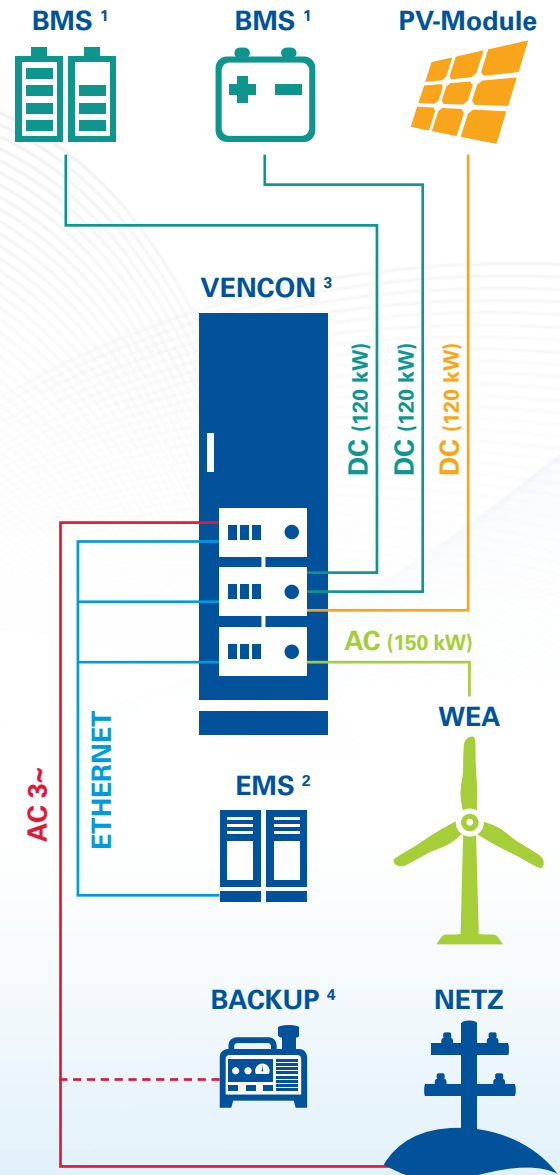 BMS ¹
BMS ¹
PV-Module
VENCON ³
DC (120 kW)
DC (120 kW)
DC (120 kW)
AC (150 kW)
WEA
AC 3~
ETHERNET
EMS ²
BACKUP ⁴
NETZ